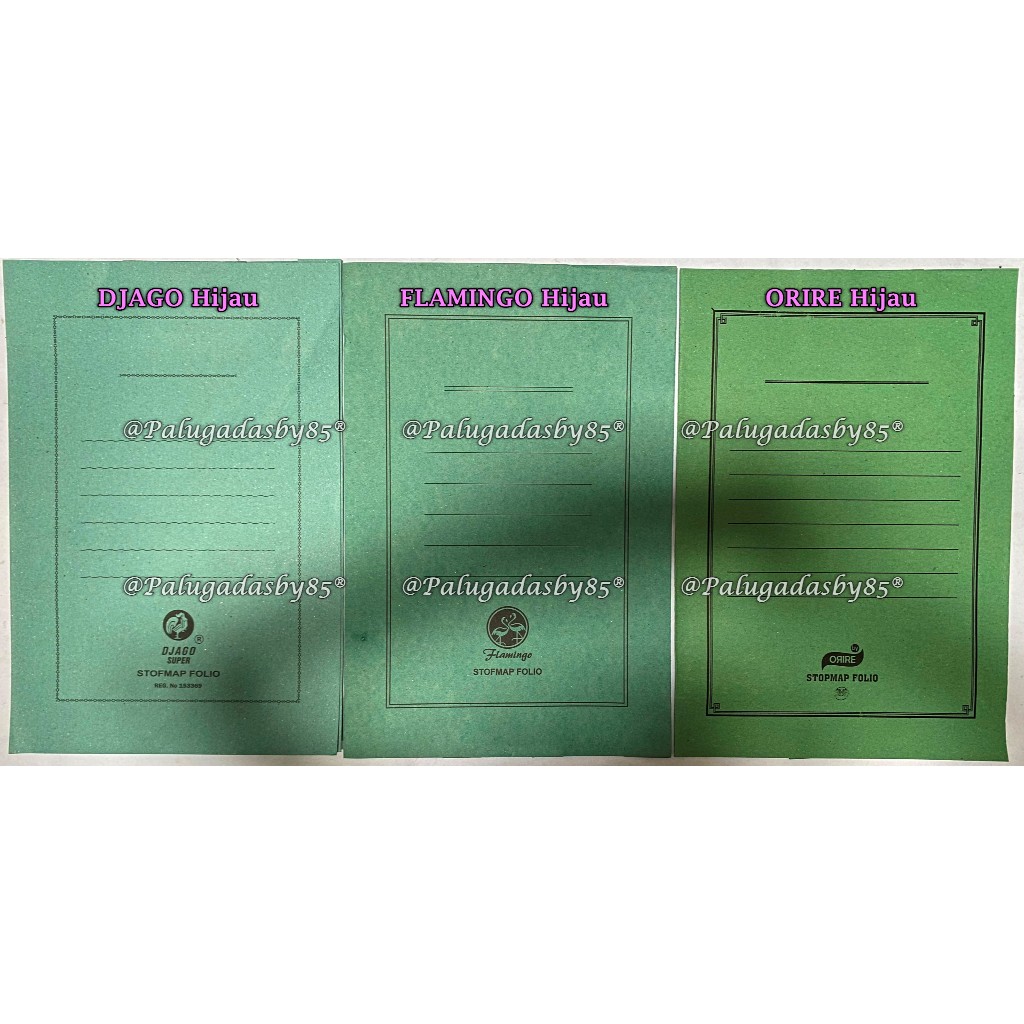 DJAGO Hijau
@Palugadasby85®
@Palugadasby85®
DJAGO
®
SUPER
STOFMAP FOLIO
FLAMINGO Hijau
@Palugadasby85®
@Palugadasby85®
Flamingo
STOFMAP FOLIO
ORIRE Hijau
@Palugadasby85®
@Palugadasby85®
by
ORIRE
STOPMAP FOLIO